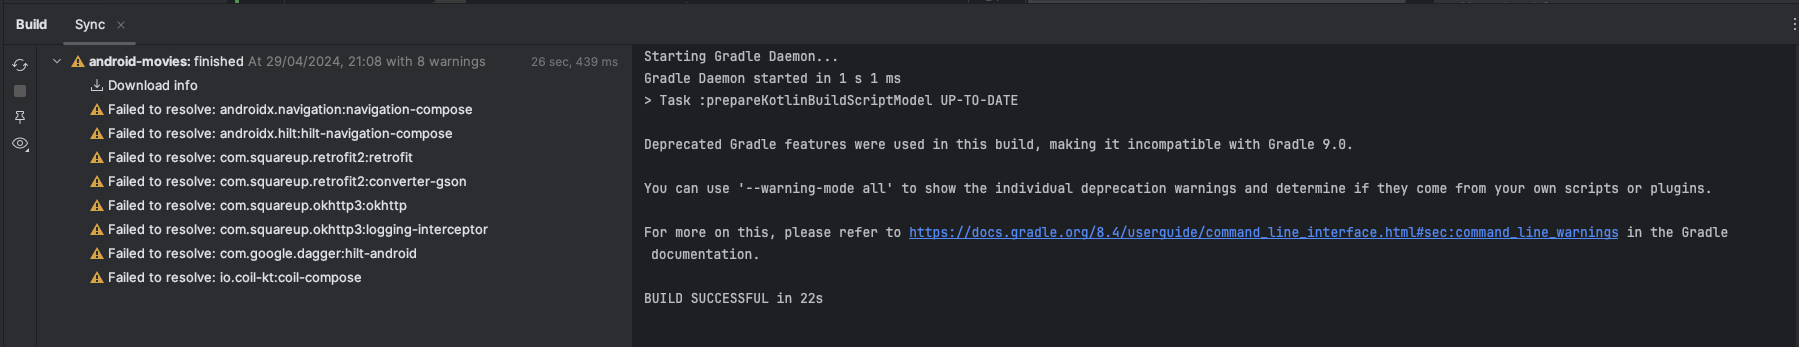 Build Sync
android-movies: finished At 29/04/2024, 21:08 with 8 warnings 26 sec, 439 ms
Download info
Failed to resolve: androidx.navigation:navigation-compose
Failed to resolve: androidx.hilt:hilt-navigation-compose
Failed to resolve: com.squareup.retrofit2:retrofit
Failed to resolve: com.squareup.retrofit2:converter-gson
Failed to resolve: com.squareup.okhttp3:okhttp
Failed to resolve: com.squareup.okhttp3:logging-interceptor
Failed to resolve: com.google.dagger:hilt-android
Failed to resolve: io.coil-kt:coil-compose
Starting Gradle Daemon...
Gradle Daemon started in 1 s 1 ms
> Task :prepareKotlinBuildScriptModel UP-TO-DATE
Deprecated Gradle features were used in this build, making it incompatible with Gradle 9.0.
You can use '--warning-mode all' to show the individual deprecation warnings and determine if they come from your own scripts or plugins.
For more on this, please refer to https://docs.gradle.org/8.4/userguide/command_line_interface.html#sec:command_line_warnings in the Gradle
documentation.
BUILD SUCCESSFUL in 22s